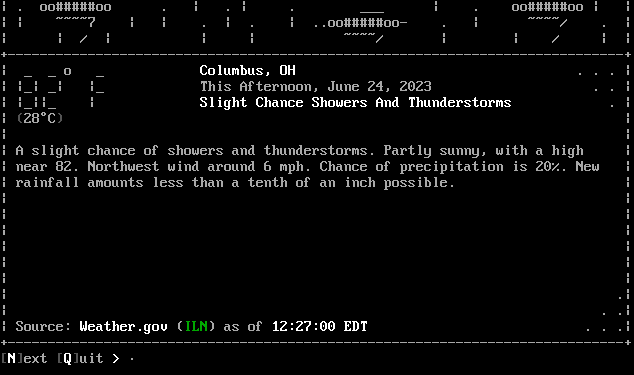 Columbus, OH
This Afternoon, June 24, 2023
Slight Chance Showers And Thunderstorms
82°F
(28°C)
A slight chance of showers and thunderstorms. Partly sunny, with a high
near 82. Northwest wind around 6 mph. Chance of precipitation is 20%. New
rainfall amounts less than a tenth of an inch possible.
Source: Weather.gov (ILN) as of 12:27:00 EDT
[N]ext [Q]uit >